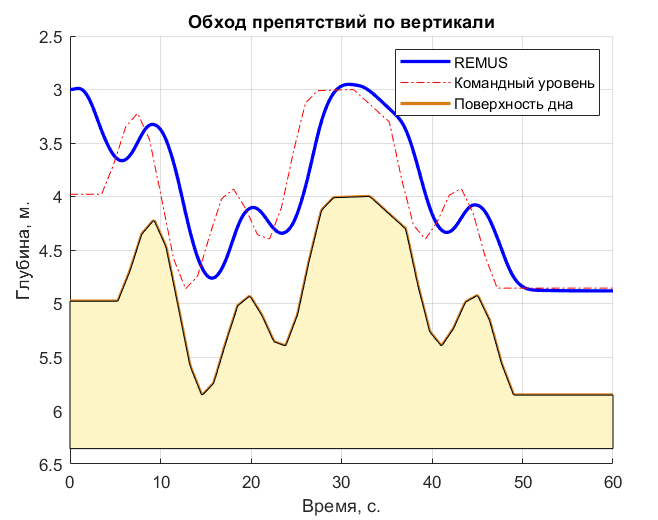 Обход препятствий по вертикали
REMUS
Командный уровень
Поверхность дна
Глубина, м.
2.5
3
3.5
4
4.5
5
5.5
6
6.5
0 10 20 30 40 50 60
Время, с.